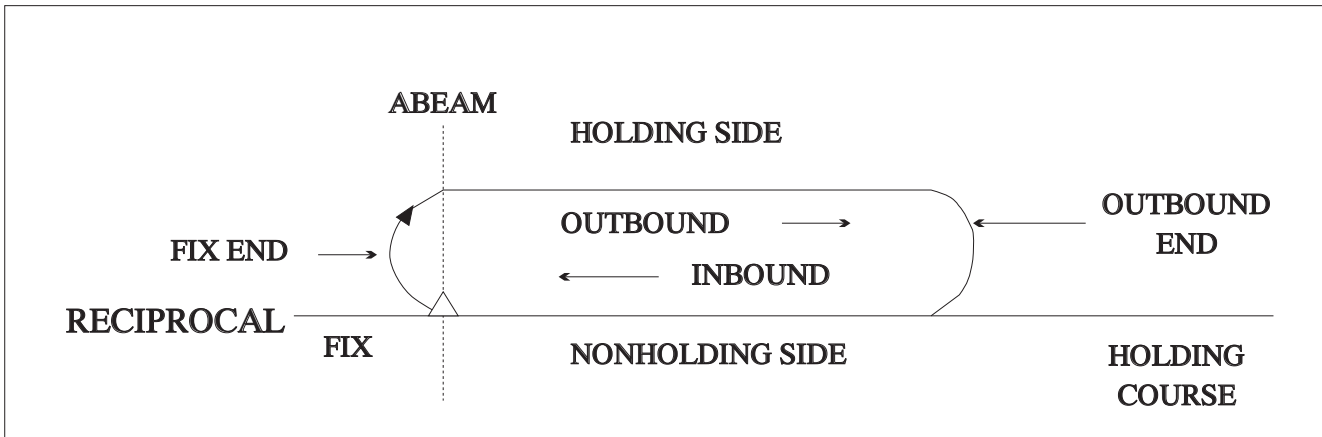 ABEAM
HOLDING SIDE
OUTBOUND
OUTBOUND
END
FIX END
INBOUND
RECIPROCAL
FIX
NONHOLDING SIDE
HOLDING
COURSE